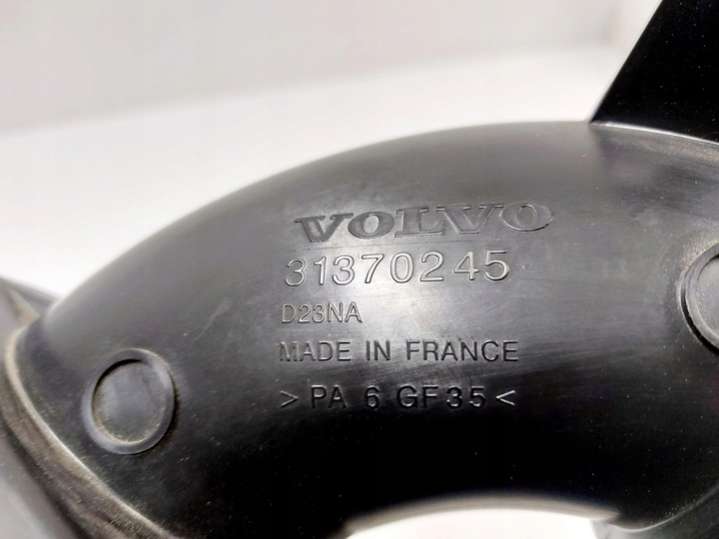 VOLVO
31370245
D23NA
MADE IN FRANCE
>PA 6 GF35<